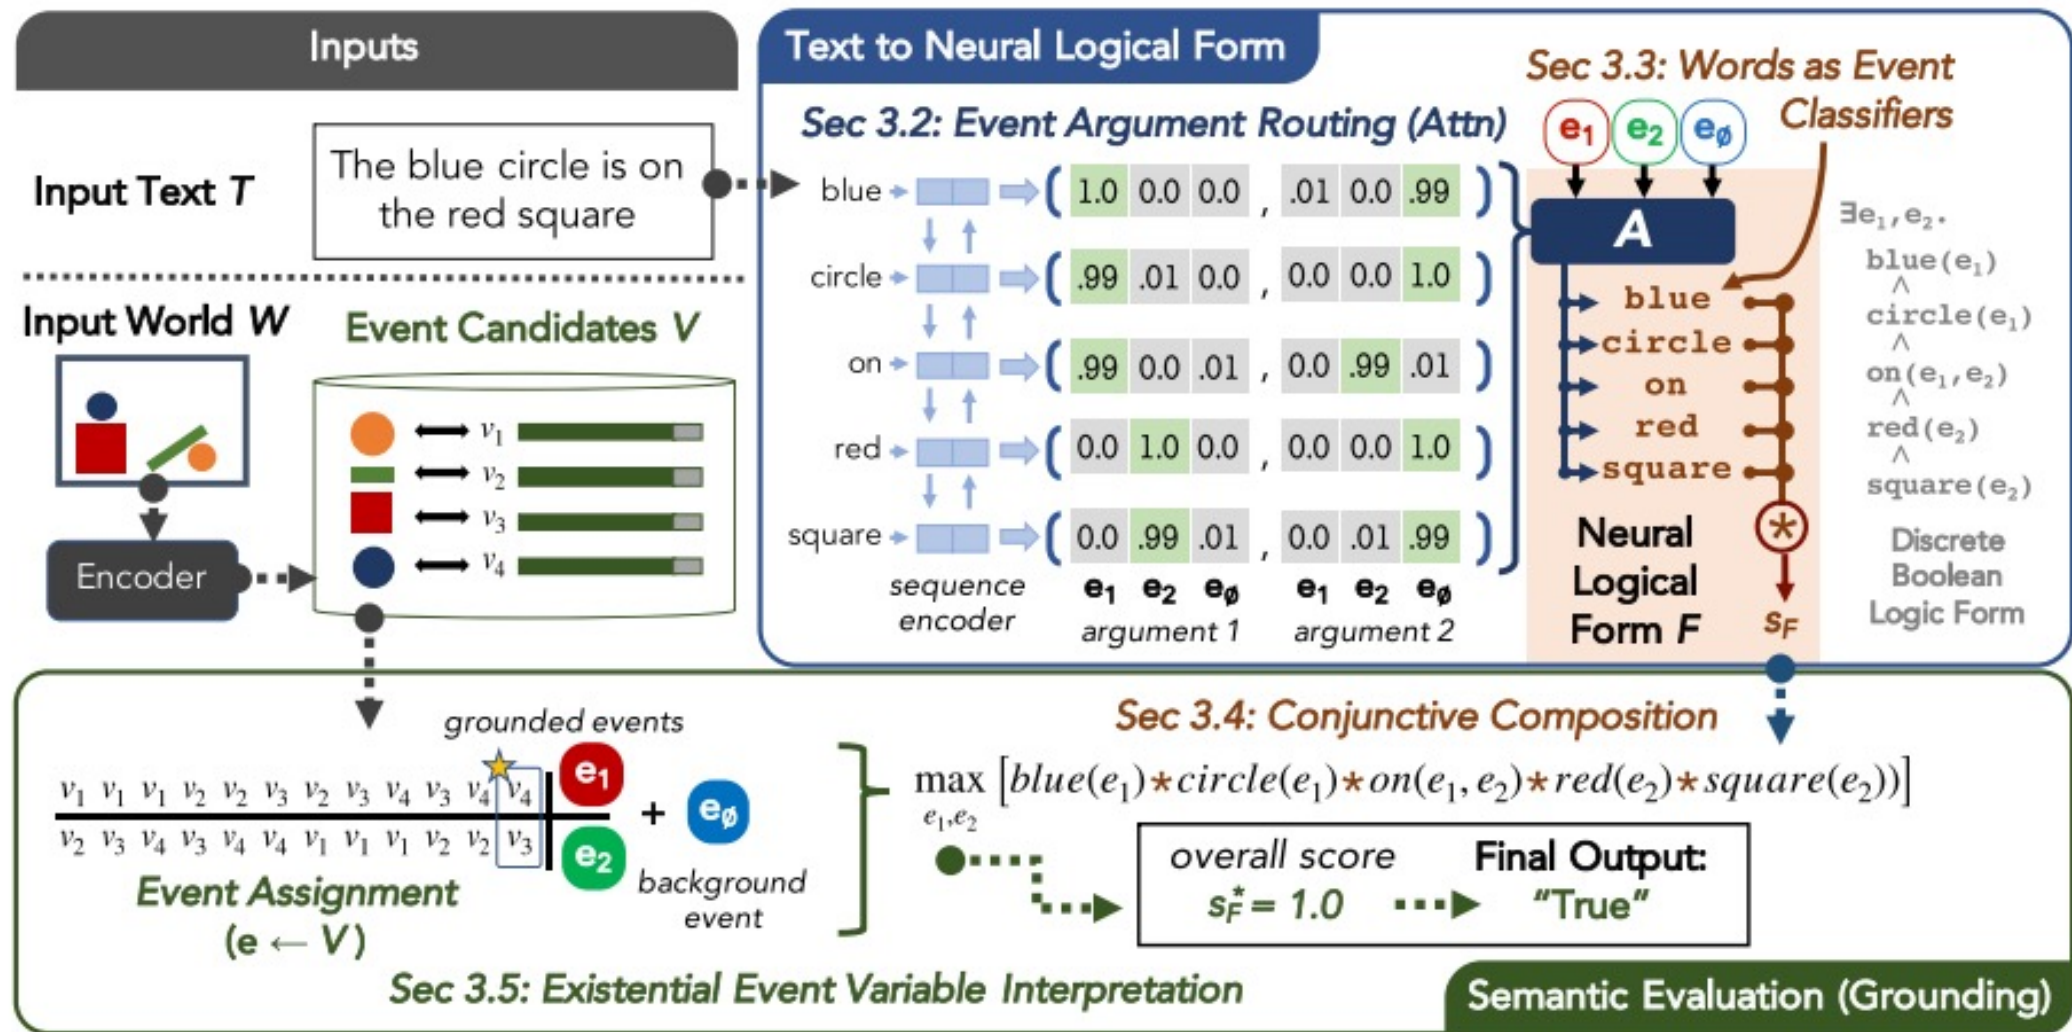 Inputs
Input Text T
The blue circle is on
the red square
Input World W
Event Candidates V
v1
v2
v3
v4
Encoder
Text to Neural Logical Form
Sec 3.2: Event Argument Routing (Attn)
blue ( 1.0 0.0 0.0 , .01 0.0 .99 )
circle ( .99 .01 0.0 , 0.0 0.0 1.0 )
on ( .99 0.0 .01 , 0.0 .99 .01 )
red ( 0.0 1.0 0.0 , 0.0 0.0 1.0 )
square ( 0.0 .99 .01 , 0.0 .01 .99 )
sequence
encoder
e1 e2 eø e1 e2 eø
argument 1 argument 2
Sec 3.3: Words as Event
Classifiers
e1 e2 eø
A
blue
circle
on
red
square
*
Neural
Logical
Form F
sF
∃e1,e2.
blue(e1)
∧
circle(e1)
∧
on(e1,e2)
∧
red(e2)
∧
square(e2)
Discrete
Boolean
Logic Form
grounded events
v1 v1 v1 v2 v2 v3 v2 v3 v4 v3 v4 v4 e1
v2 v3 v4 v3 v4 v4 v1 v1 v1 v2 v2 v3 e2
+ eø
background
event
Event Assignment
(e ← V)
Sec 3.4: Conjunctive Composition
max [blue(e1)*circle(e1)*on(e1, e2)*red(e2)*square(e2))]
e1,e2
overall score
s*F = 1.0
Final Output:
“True”
Sec 3.5: Existential Event Variable Interpretation
Semantic Evaluation (Grounding)